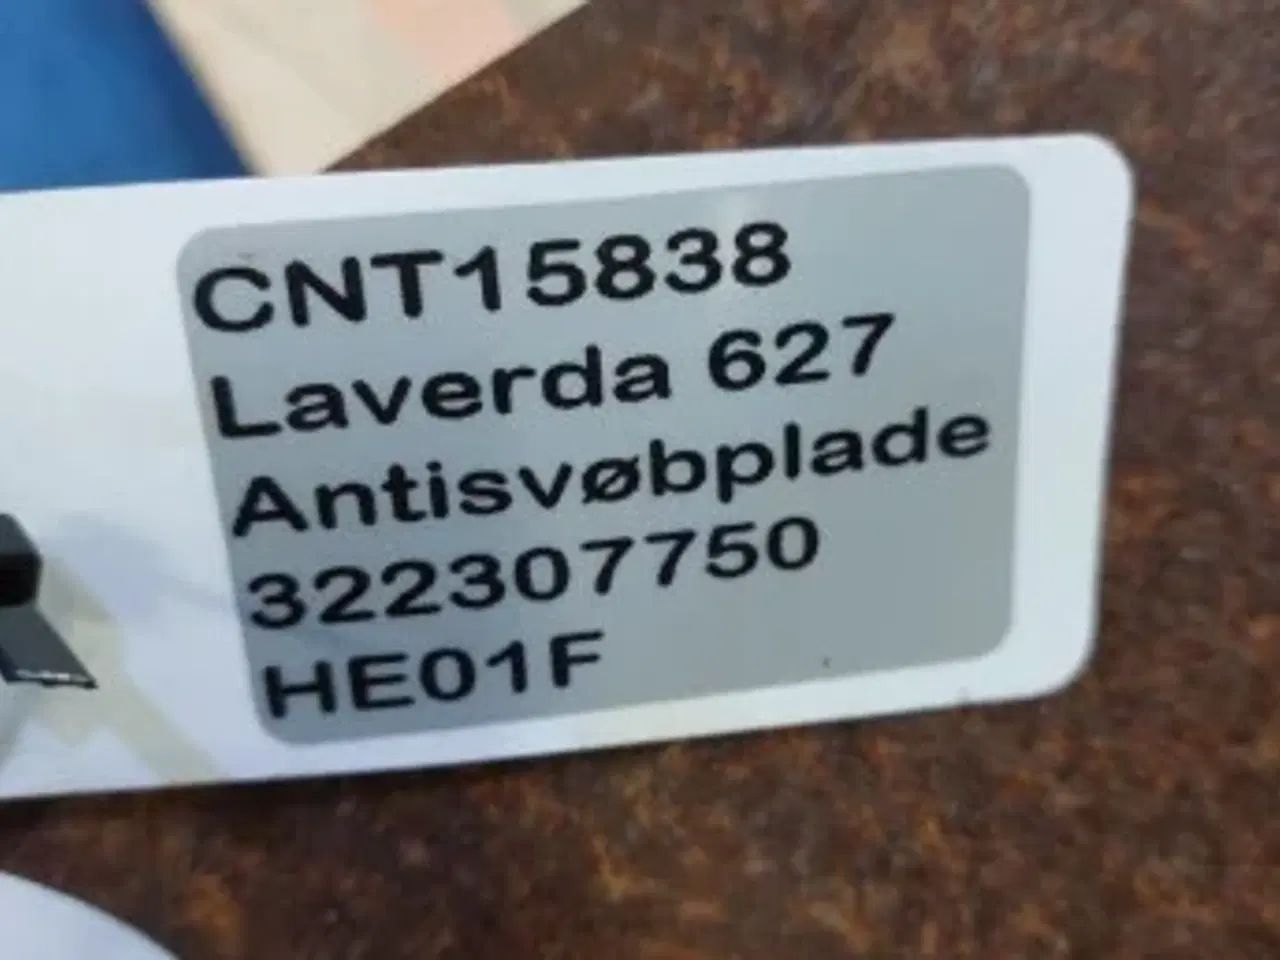 CNT15838
Laverda 627
Antisvøbplade
322307750
HE01F